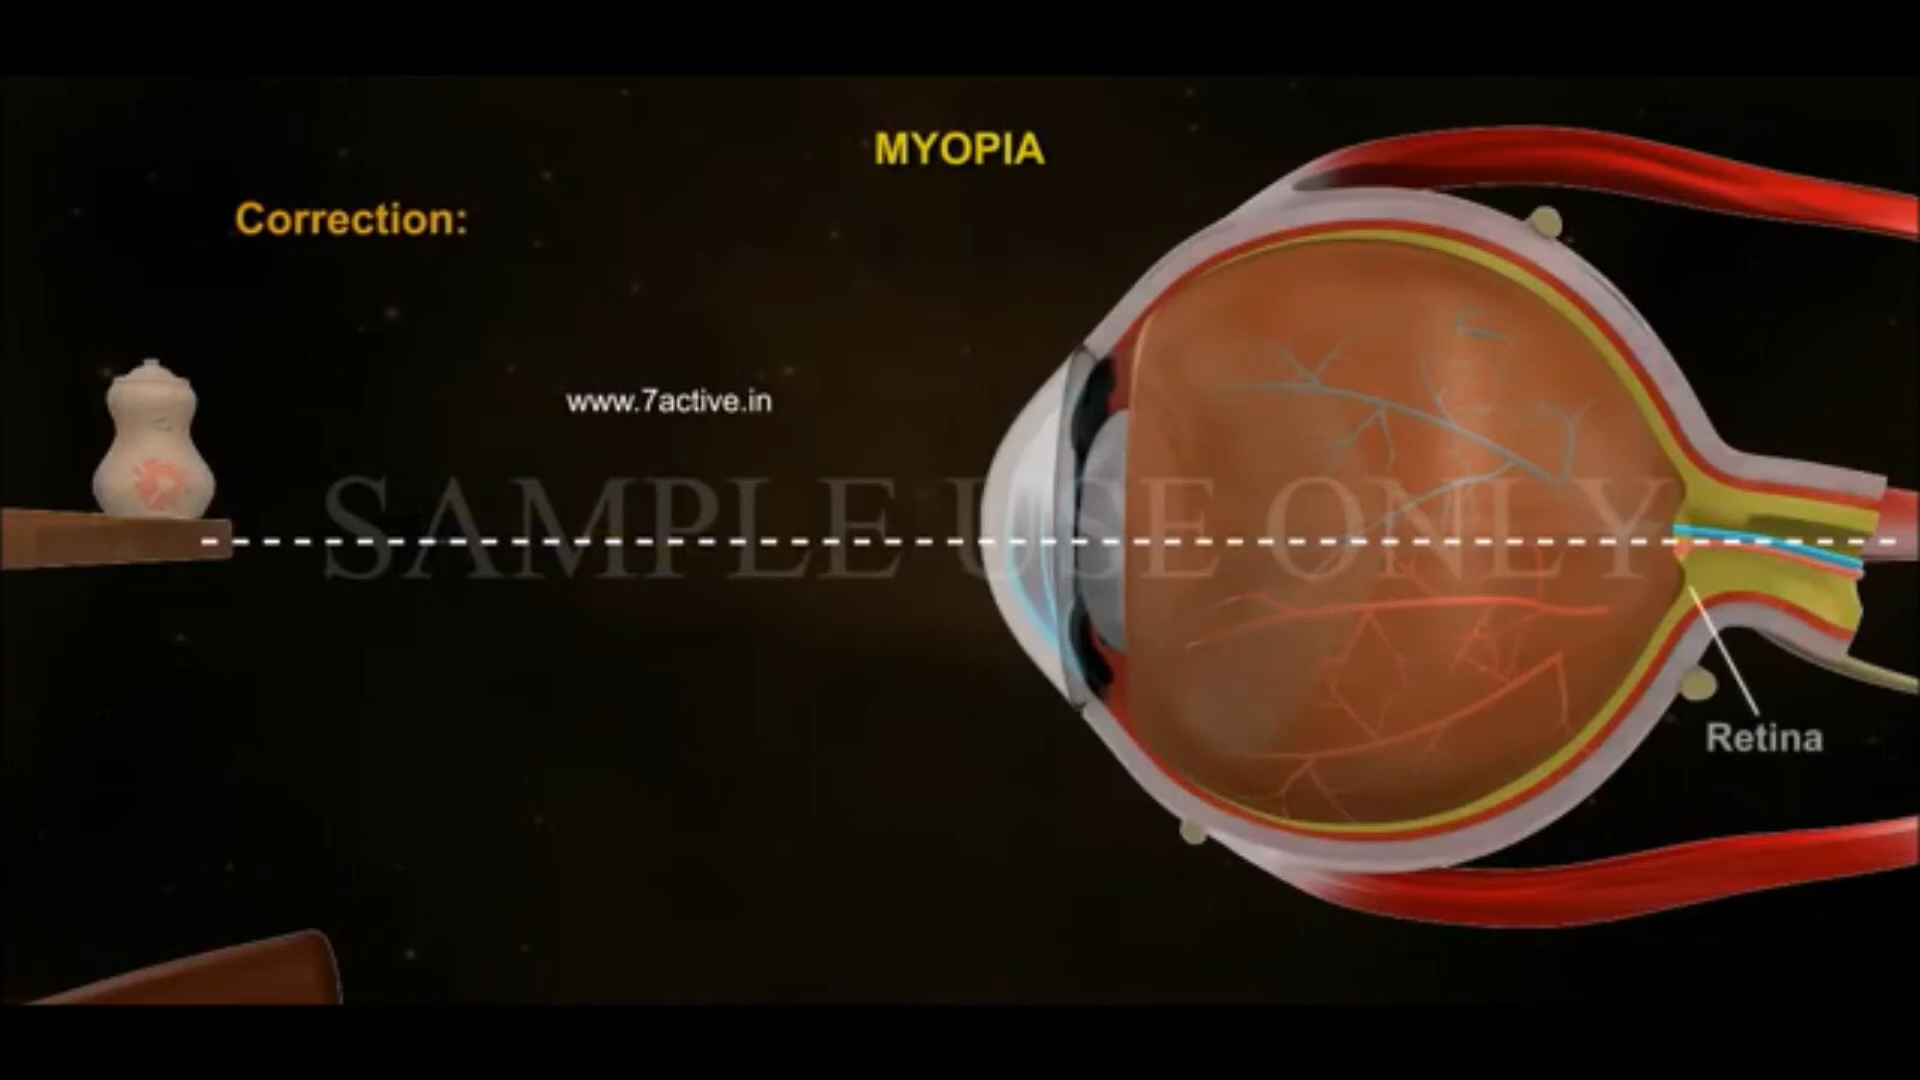 MYOPIA
Correction:
www.7active.in
SAMPLE USE ONLY
Retina